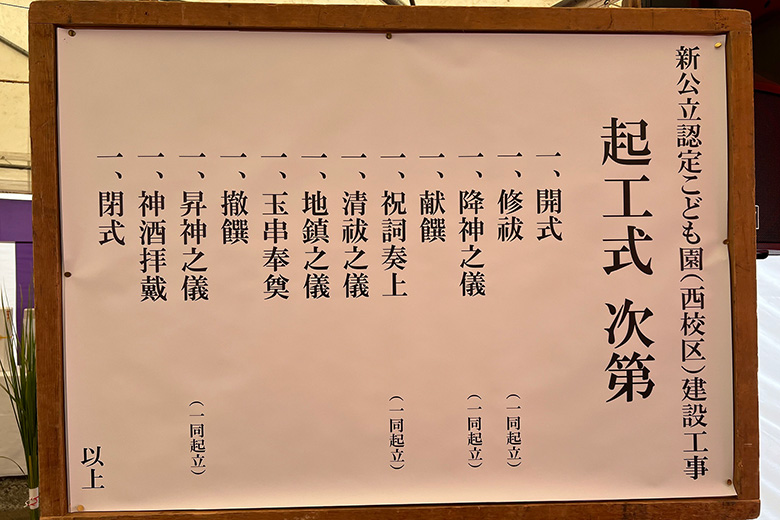 新公立認定こども園(西校区)建設工事
起工式 次第
一、開式
一、修祓 (一同起立)
一、降神之儀 (一同起立)
一、献饌
一、祝詞奏上 (一同起立)
一、清祓之儀
一、地鎮之儀
一、玉串奉奠
一、撤饌
一、昇神之儀 (一同起立)
一、神酒拝戴
一、閉式
以上